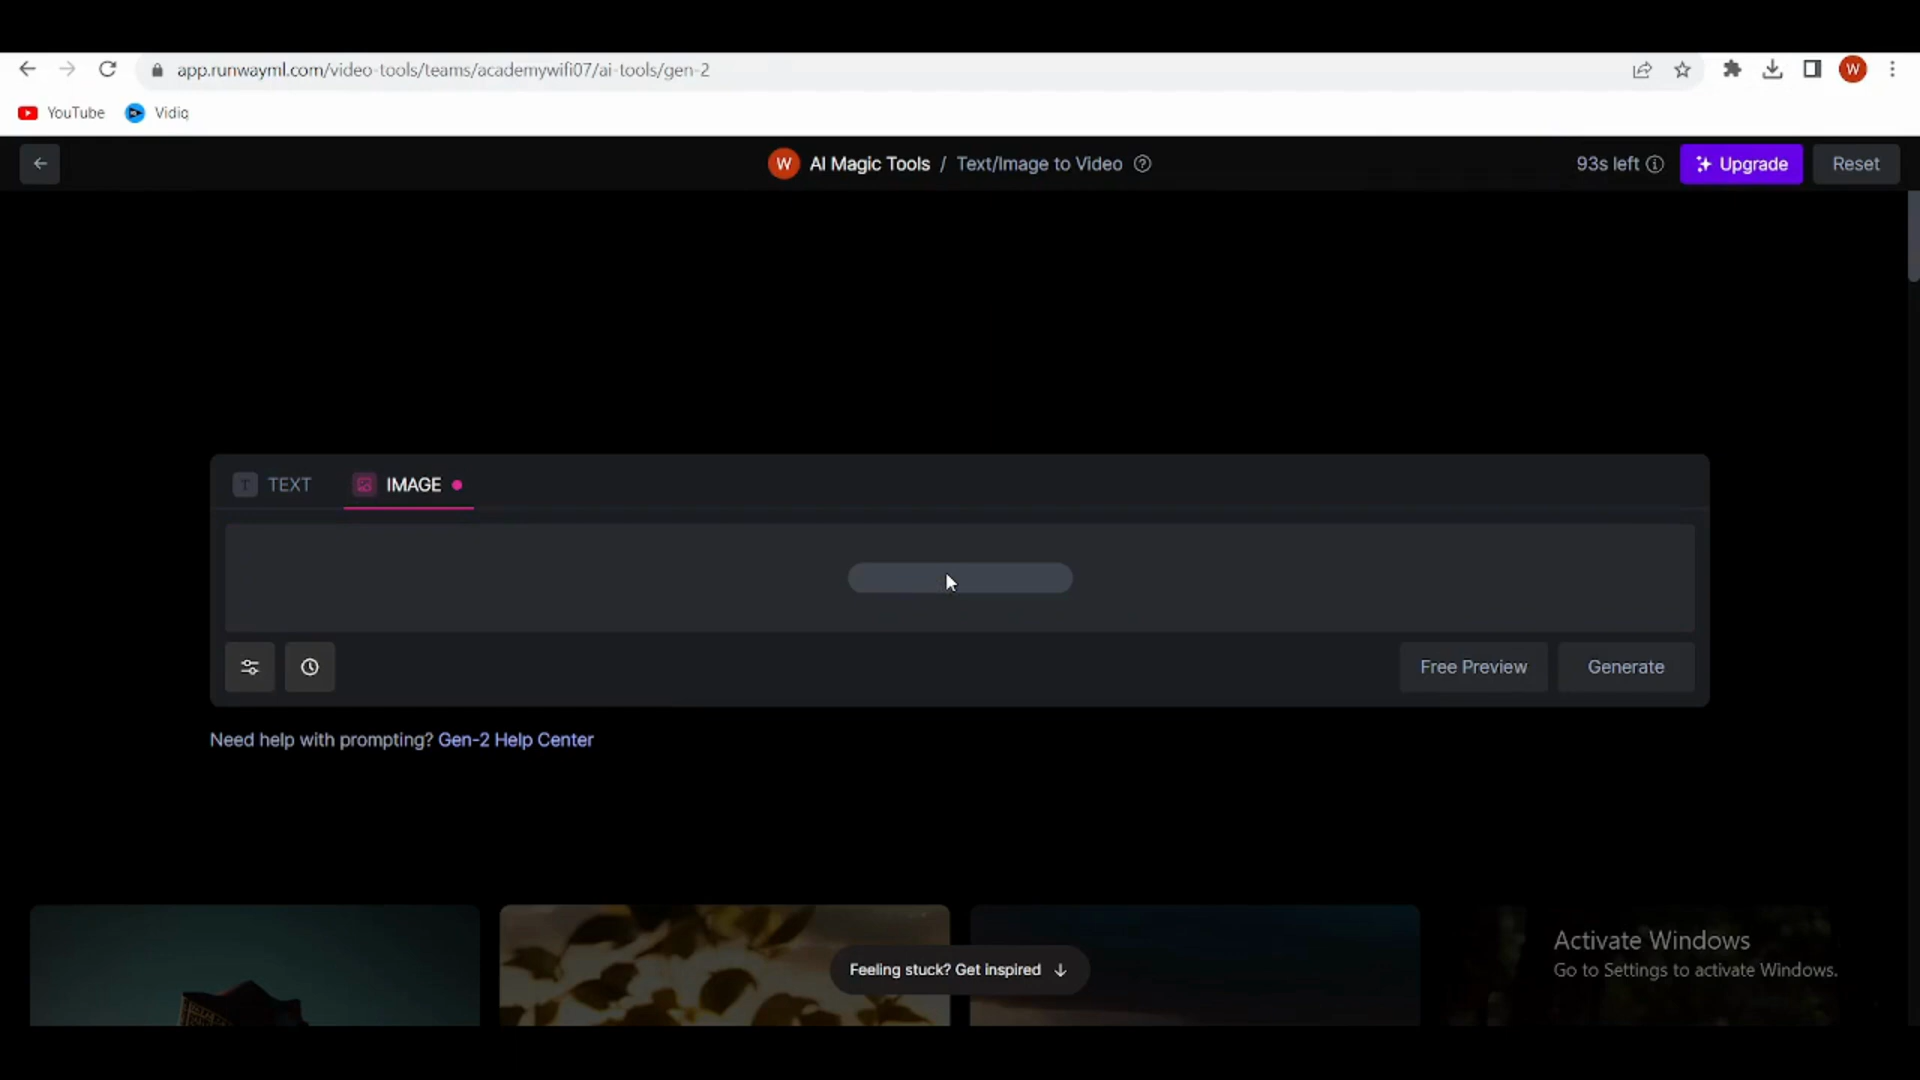 app.runwayml.com/video-tools/teams/academywifi07/ai-tools/gen-2
W
YouTube
Vidiq
W
AI Magic Tools / Text/Image to Video
93s left
Upgrade
Reset
T TEXT
IMAGE
Free Preview
Generate
Need help with prompting? Gen-2 Help Center
Feeling stuck? Get inspired ↓
Activate Windows
Go to Settings to activate Windows.